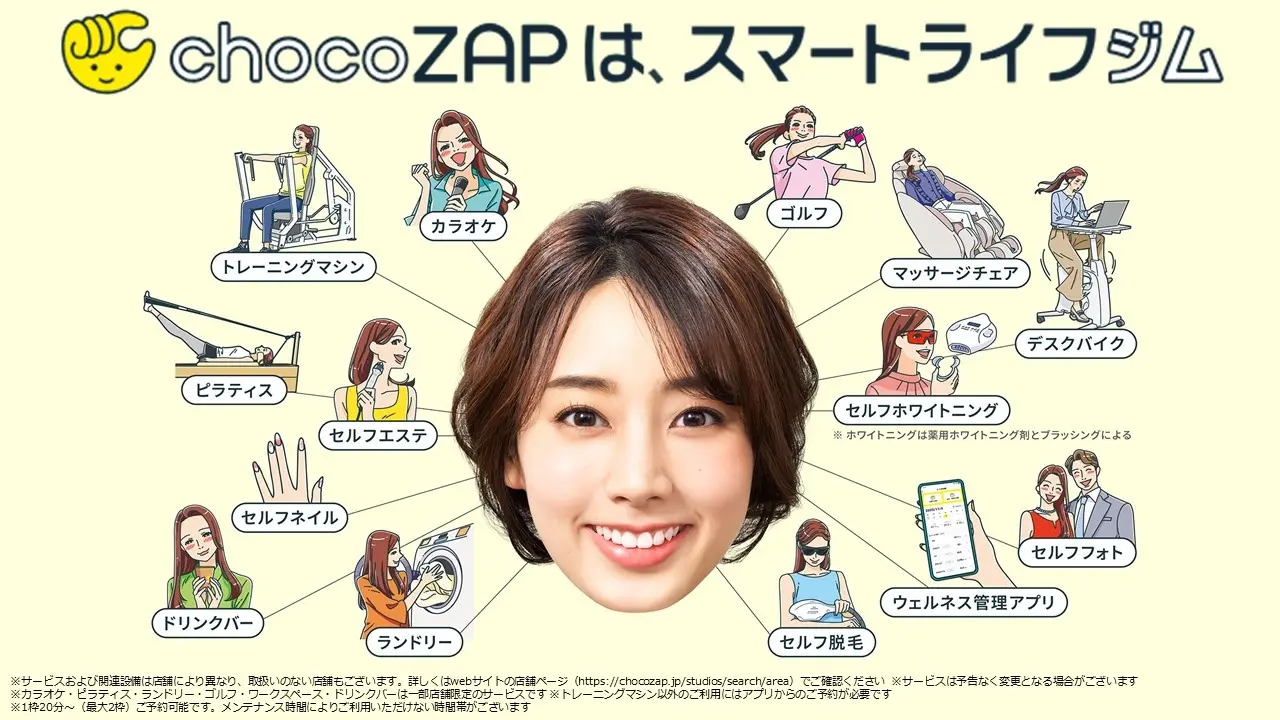 chocoZAPは、スマートライフジム
カラオケ
ゴルフ
トレーニングマシン
マッサージチェア
デスクバイク
ピラティス
セルフエステ
セルフホワイトニング
※ ホワイトニングは薬用ホワイトニング剤とブラッシングによる
セルフネイル
セルフフォト
ドリンクバー
ランドリー
セルフ脱毛
ウェルネス管理アプリ
※サービスおよび関連設備は店舗により異なり、取扱いのない店舗もございます。詳しくはwebサイトの店舗ページ（https://chocozap.jp/studios/search/area）でご確認ください ※サービスは予告なく変更となる場合がございます
※カラオケ・ピラティス・ランドリー・ゴルフ・ワークスペース・ドリンクバーは一部店舗限定のサービスです ※トレーニングマシン以外のご利用にはアプリからのご予約が必要です
※1枠20分～（最大2枠）ご予約可能です。メンテナンス時間によりご利用いただけない時間帯がございます